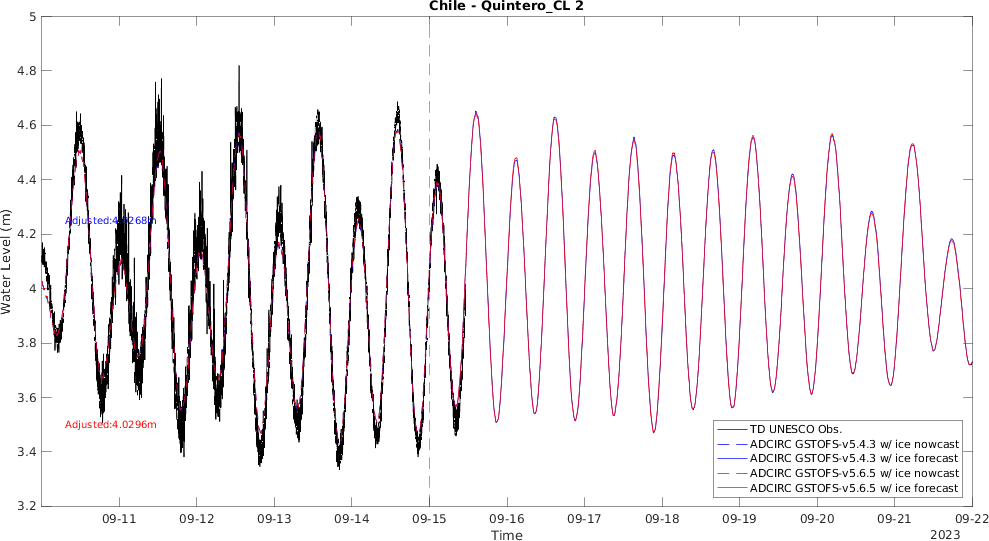 Chile - Quintero_CL 2
5
4.8
4.6
4.4
4.2
4
3.8
3.6
3.4
3.2
Water Level (m)
Adjusted:4.0268m
Adjusted:4.0296m
TD UNESCO Obs.
ADCIRC GSTOFS-v5.4.3 w/ ice nowcast
ADCIRC GSTOFS-v5.4.3 w/ ice forecast
ADCIRC GSTOFS-v5.6.5 w/ ice nowcast
ADCIRC GSTOFS-v5.6.5 w/ ice forecast
09-11 09-12 09-13 09-14 09-15 09-16 09-17 09-18 09-19 09-20 09-21 09-22
Time
2023